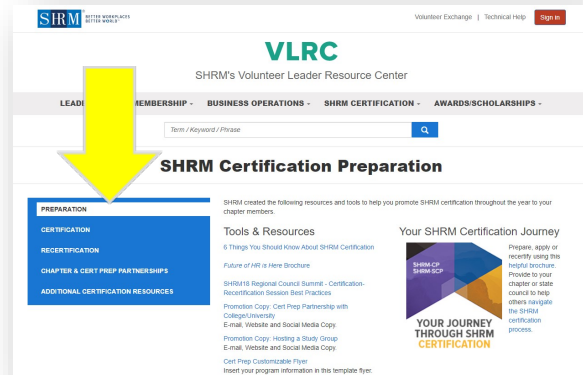 SHRM BETTER WORKPLACES
BETTER WORLD™
Volunteer Exchange | Technical Help Sign in
VLRC
SHRM's Volunteer Leader Resource Center
LEAD MEMBERSHIP BUSINESS OPERATIONS SHRM CERTIFICATION AWARDS/SCHOLARSHIPS
Term / Keyword / Phrase
SHRM Certification Preparation
PREPARATION
CERTIFICATION
RECERTIFICATION
CHAPTER & CERT PREP PARTNERSHIPS
ADDITIONAL CERTIFICATION RESOURCES
SHRM created the following resources and tools to help you promote SHRM certification throughout the year to your
chapter members.
Tools & Resources
6 Things You Should Know About SHRM Certification
Future of HR is Here Brochure
SHRM18 Regional Council Summit - Certification-
Recertification Session Best Practices
Promotion Copy: Cert Prep Partnership with
College/University
E-mail, Website and Social Media Copy.
Promotion Copy: Hosting a Study Group
E-mail, Website and Social Media Copy.
Cert Prep Customizable Flyer
Insert your program information in this template flyer.
Your SHRM Certification Journey
SHRM-CP
SHRM-SCP
YOUR JOURNEY
THROUGH SHRM
CERTIFICATION
Prepare, apply or
recertify using this
helpful brochure.
Provide to your
chapter or state
council to help
others navigate
the SHRM
certification
process.